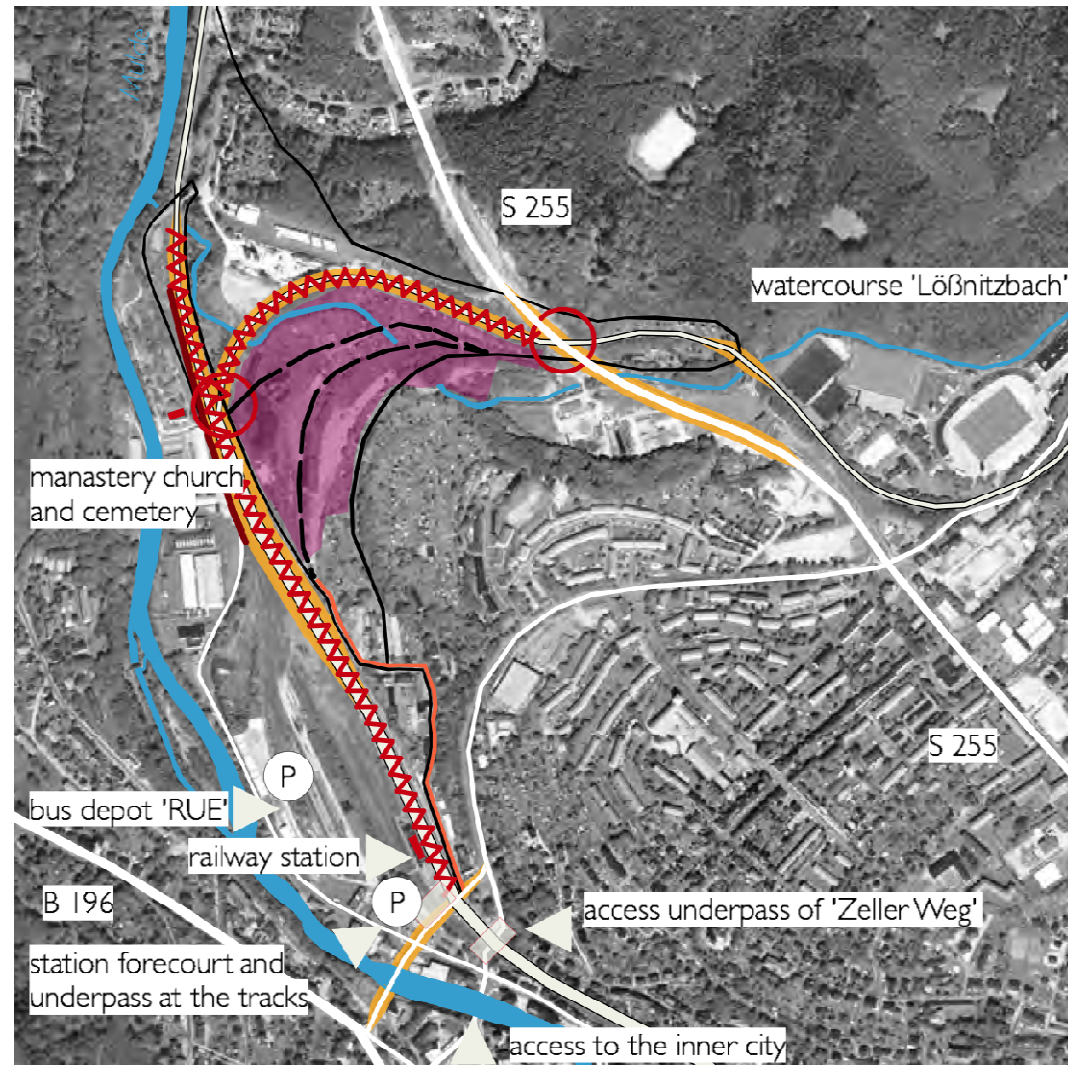 Mulde
S 255
watercourse 'Lößnitzbach'
manastery church
and cemetery
S 255
P
bus depot 'RUE'
railway station
B 196
P
access underpass of 'Zeller Weg'
station forecourt and
underpass at the tracks
access to the inner city